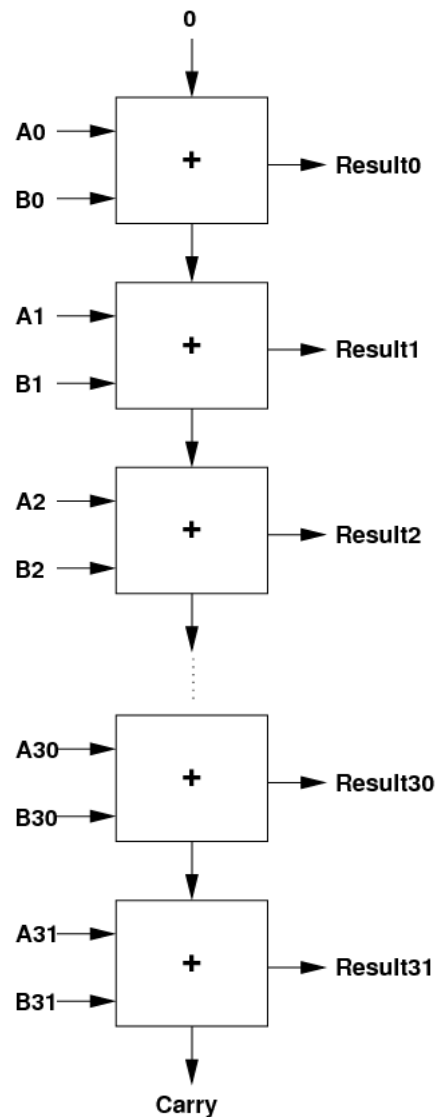 0
A0
+
Result0
B0
A1
+
Result1
B1
A2
+
Result2
B2
A30
+
Result30
B30
A31
+
Result31
B31
Carry